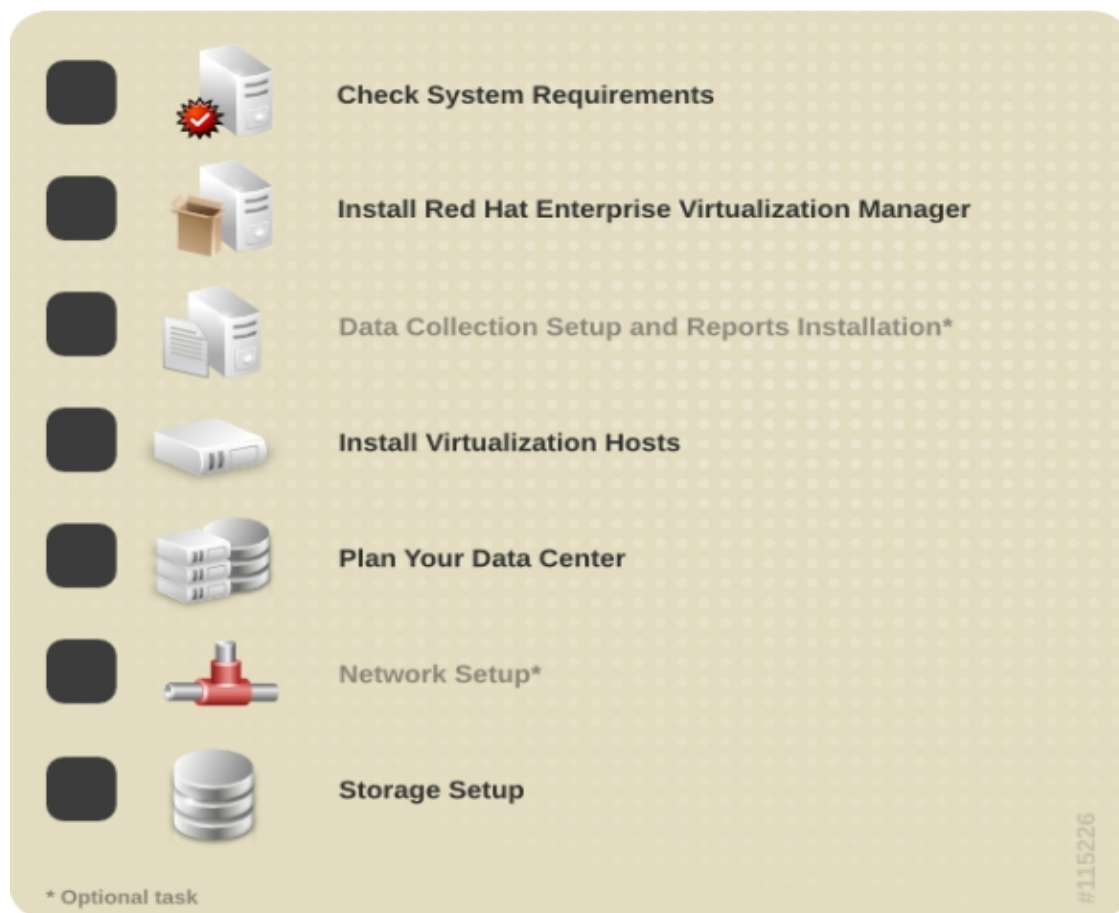 Check System Requirements
Install Red Hat Enterprise Virtualization Manager
Data Collection Setup and Reports Installation*
Install Virtualization Hosts
Plan Your Data Center
Network Setup*
Storage Setup
* Optional task
#115226